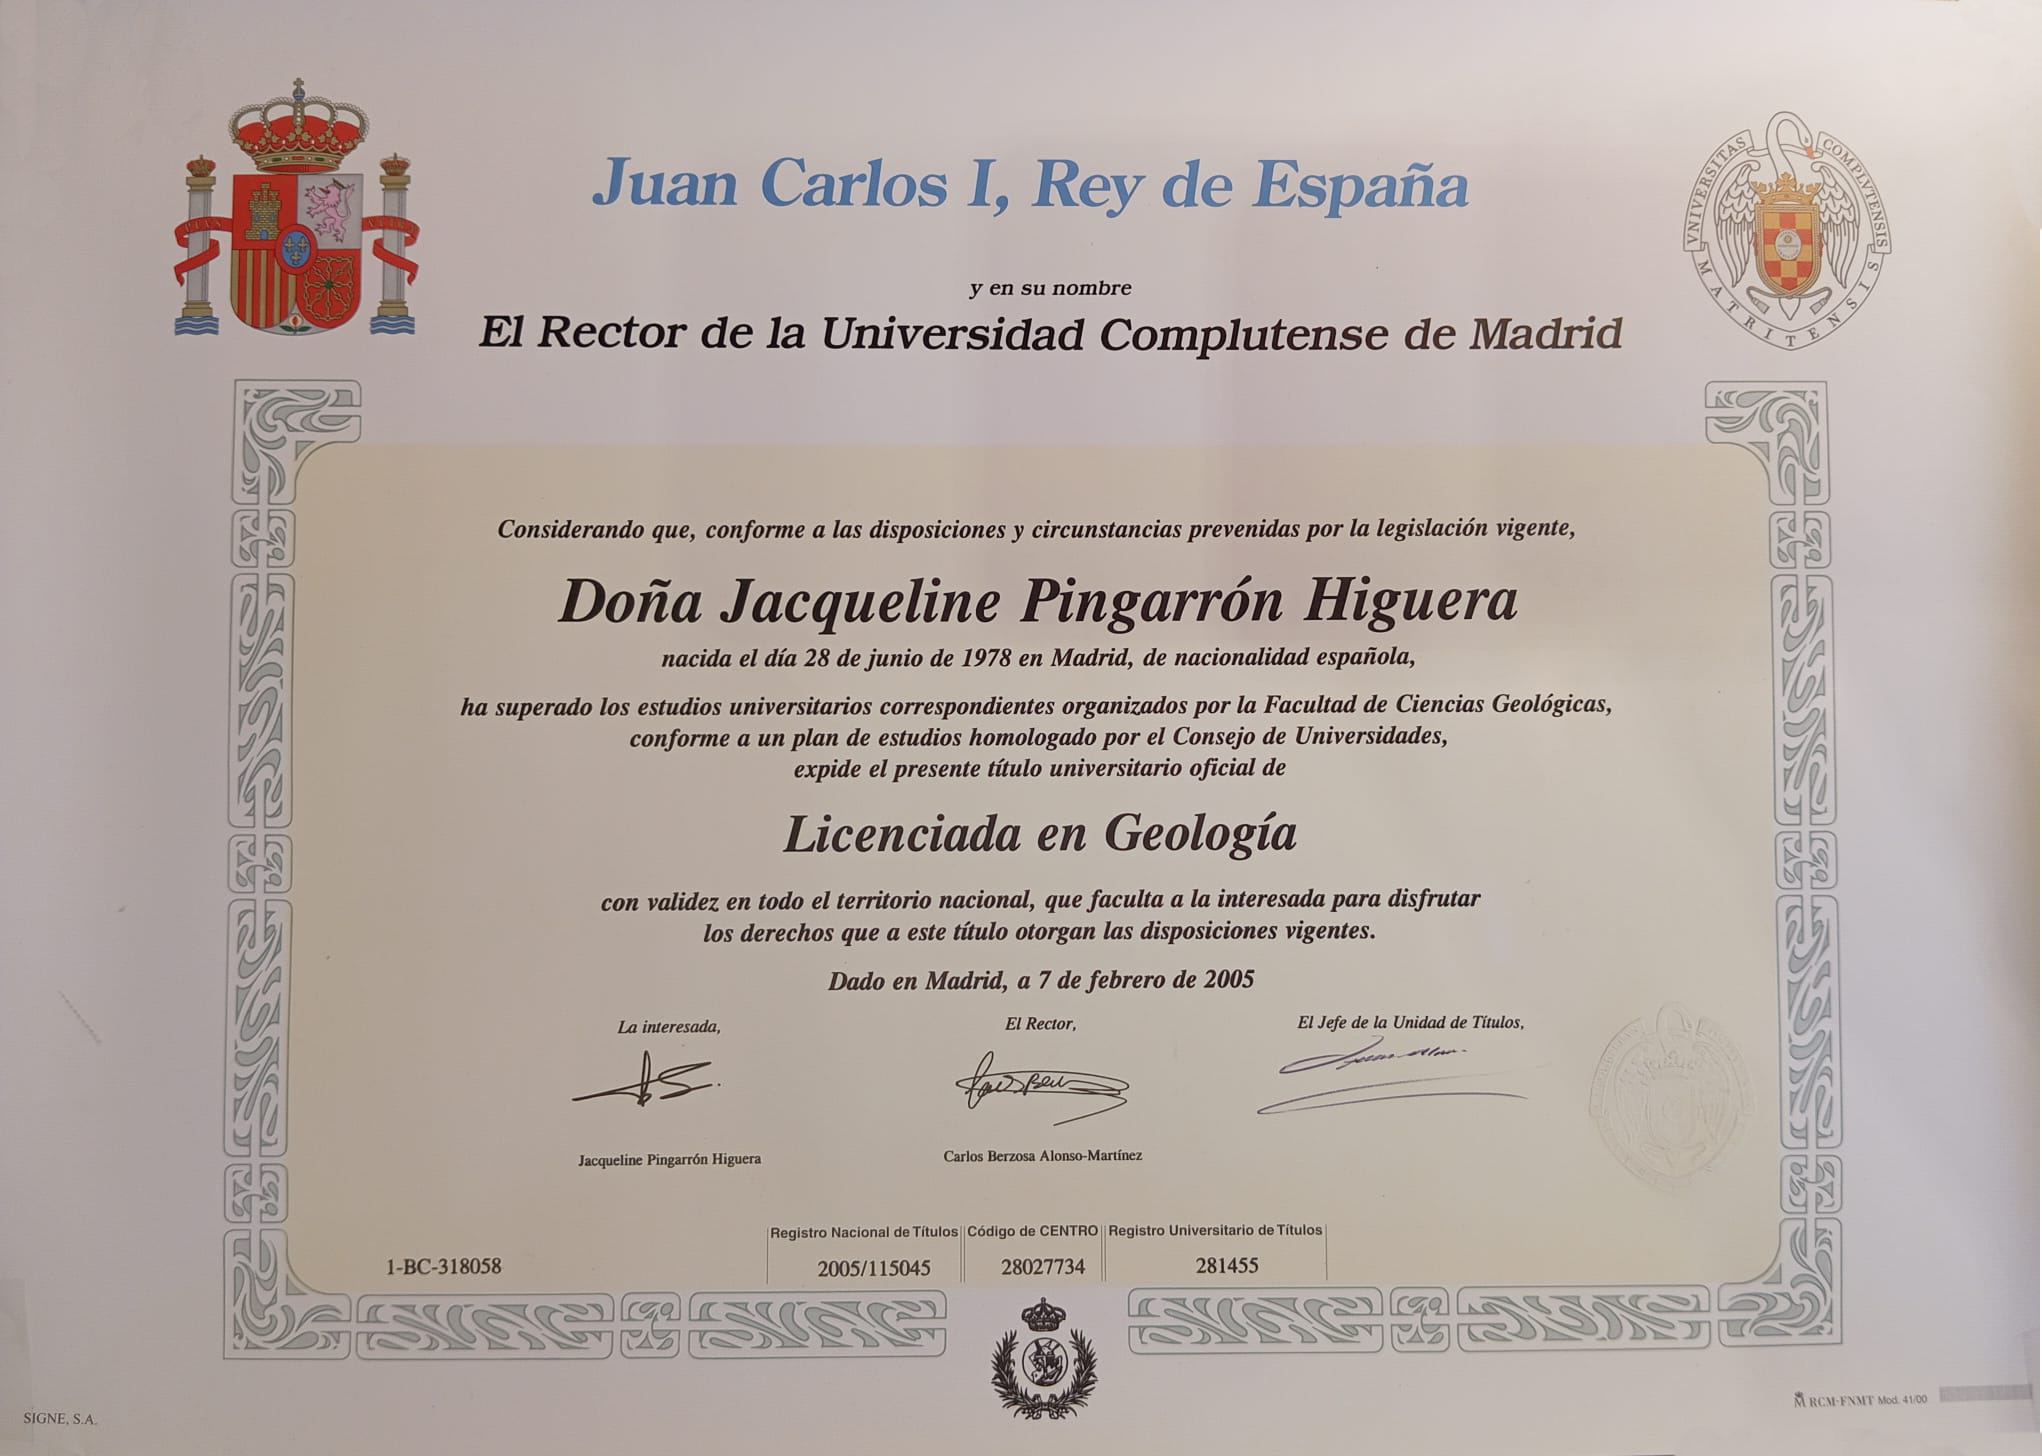 Juan Carlos I, Rey de España
y en su nombre
El Rector de la Universidad Complutense de Madrid
PLVS VLTRA
VNIVERSITAS COMPLVTENSIS
MATRITENSIS
Considerando que, conforme a las disposiciones y circunstancias prevenidas por la legislación vigente,
Doña Jacqueline Pingarrón Higuera
nacida el día 28 de junio de 1978 en Madrid, de nacionalidad española,
ha superado los estudios universitarios correspondientes organizados por la Facultad de Ciencias Geológicas,
conforme a un plan de estudios homologado por el Consejo de Universidades,
expide el presente título universitario oficial de
Licenciada en Geología
con validez en todo el territorio nacional, que faculta a la interesada para disfrutar
los derechos que a este título otorgan las disposiciones vigentes.
Dado en Madrid, a 7 de febrero de 2005
La interesada, El Rector, El Jefe de la Unidad de Títulos,
Jacqueline Pingarrón Higuera Carlos Berzosa Alonso-Martínez
Registro Nacional de Títulos Código de CENTRO Registro Universitario de Títulos
1-BC-318058 2005/115045 28027734 281455
SIGNE, S.A. RCM-FNMT Mod. 41/00